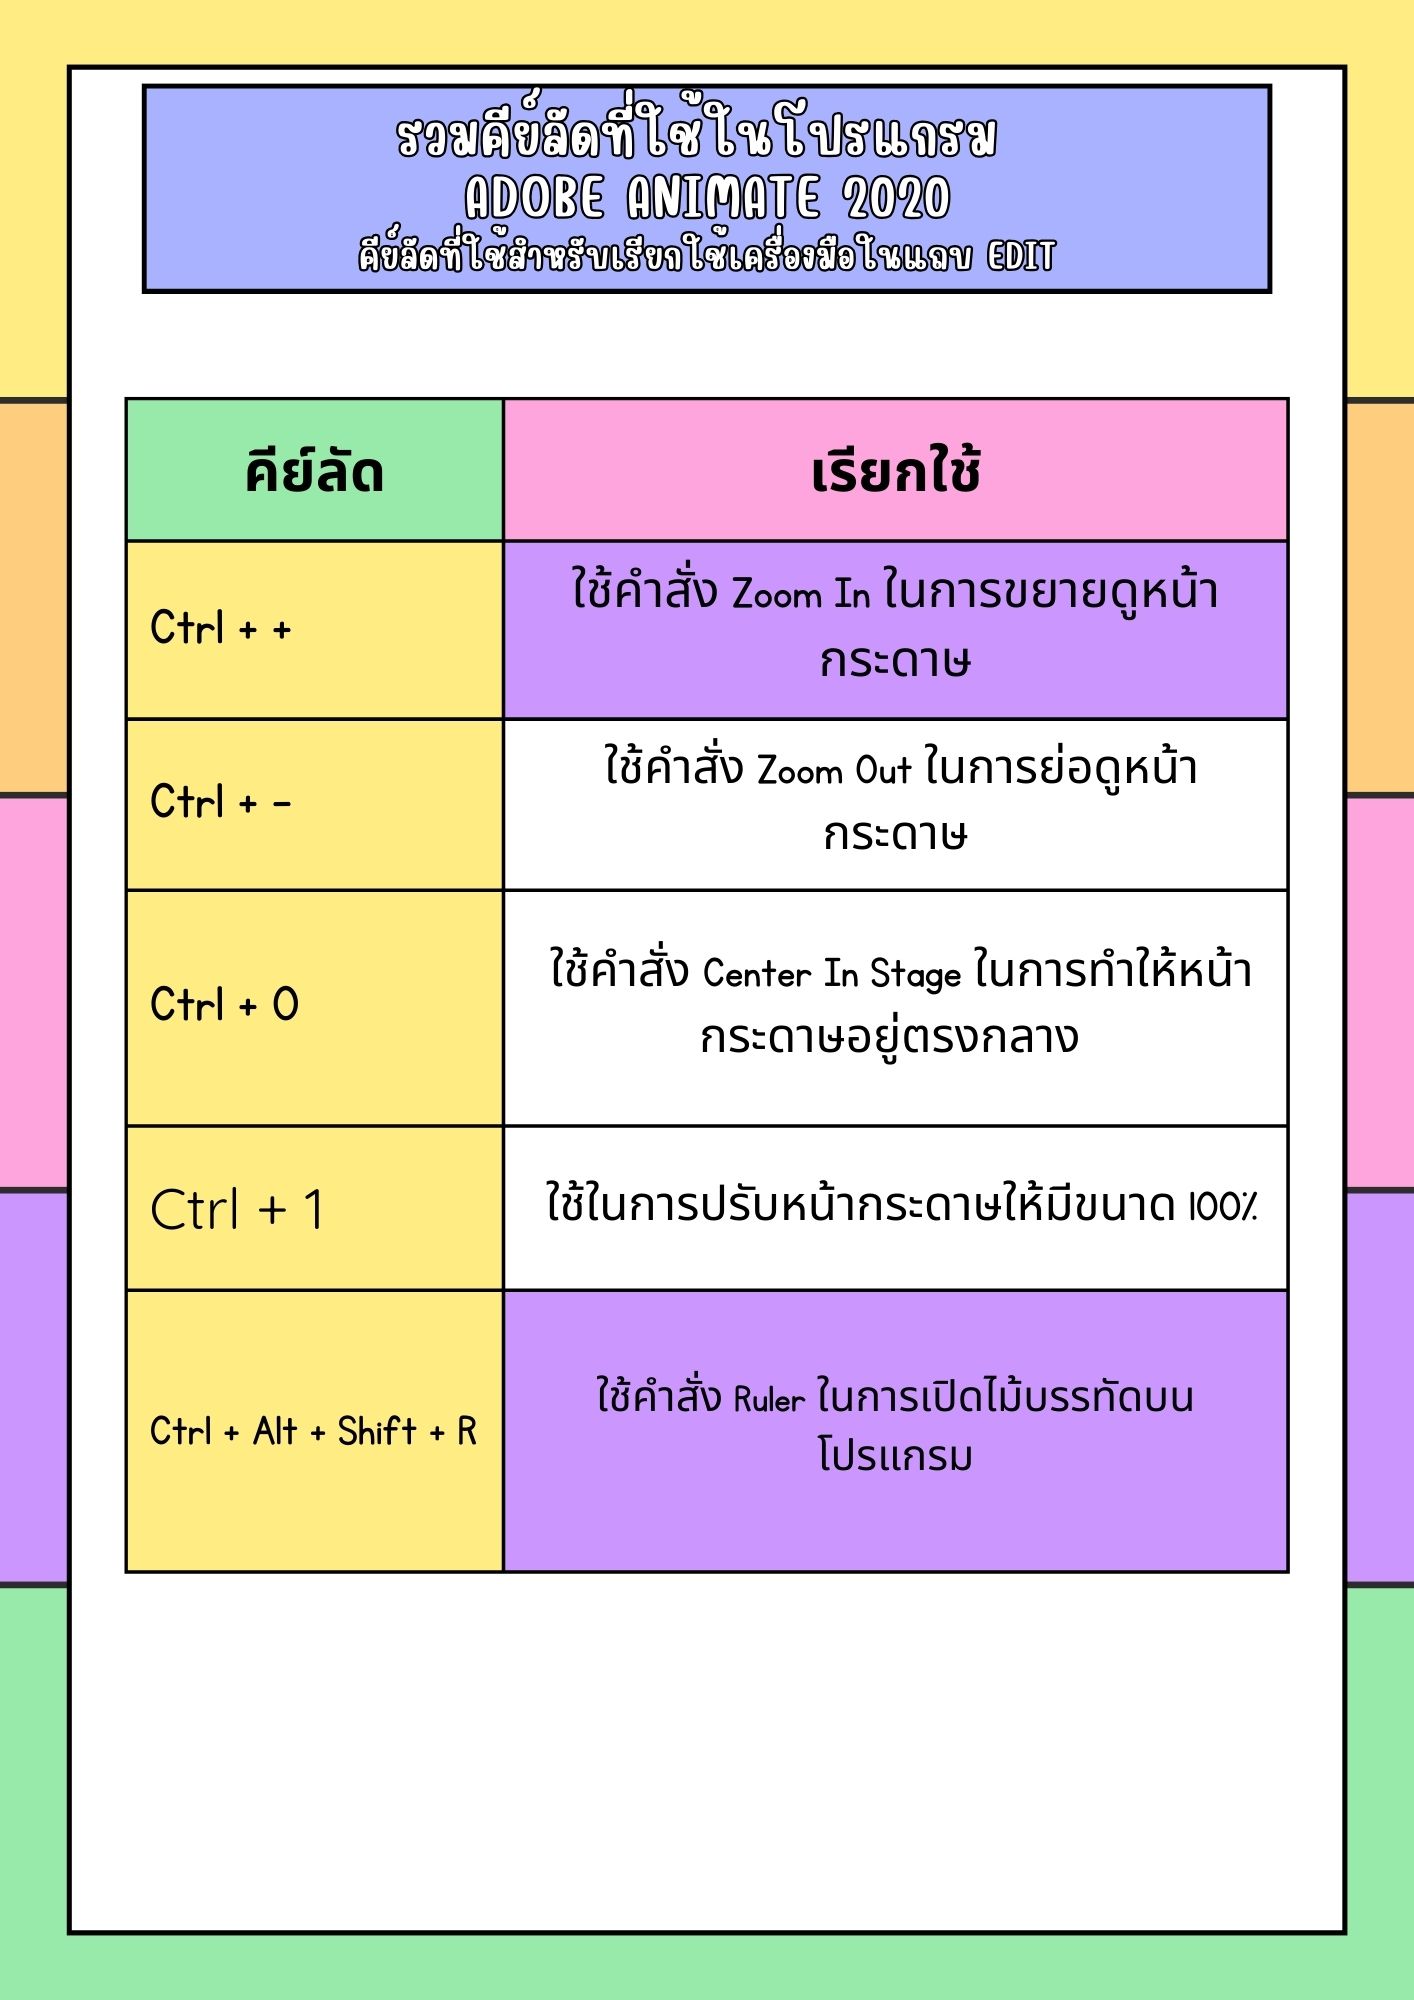 รวมคีย์ลัดที่ใช้ในโปรแกรม
ADOBE ANIMATE 2020
คีย์ลัดที่ใช้สำหรับเรียกใช้เครื่องมือในแถบ EDIT
คีย์ลัด
เรียกใช้
Ctrl + +
ใช้คำสั่ง Zoom In ในการขยายดูหน้า
กระดาษ
Ctrl + -
ใช้คำสั่ง Zoom Out ในการย่อดูหน้า
กระดาษ
Ctrl + 0
ใช้คำสั่ง Center In Stage ในการทำให้หน้า
กระดาษอยู่ตรงกลาง
Ctrl + 1
ใช้ในการปรับหน้ากระดาษให้มีขนาด 100%
Ctrl + Alt + Shift + R
ใช้คำสั่ง Ruler ในการเปิดไม้บรรทัดบน
โปรแกรม